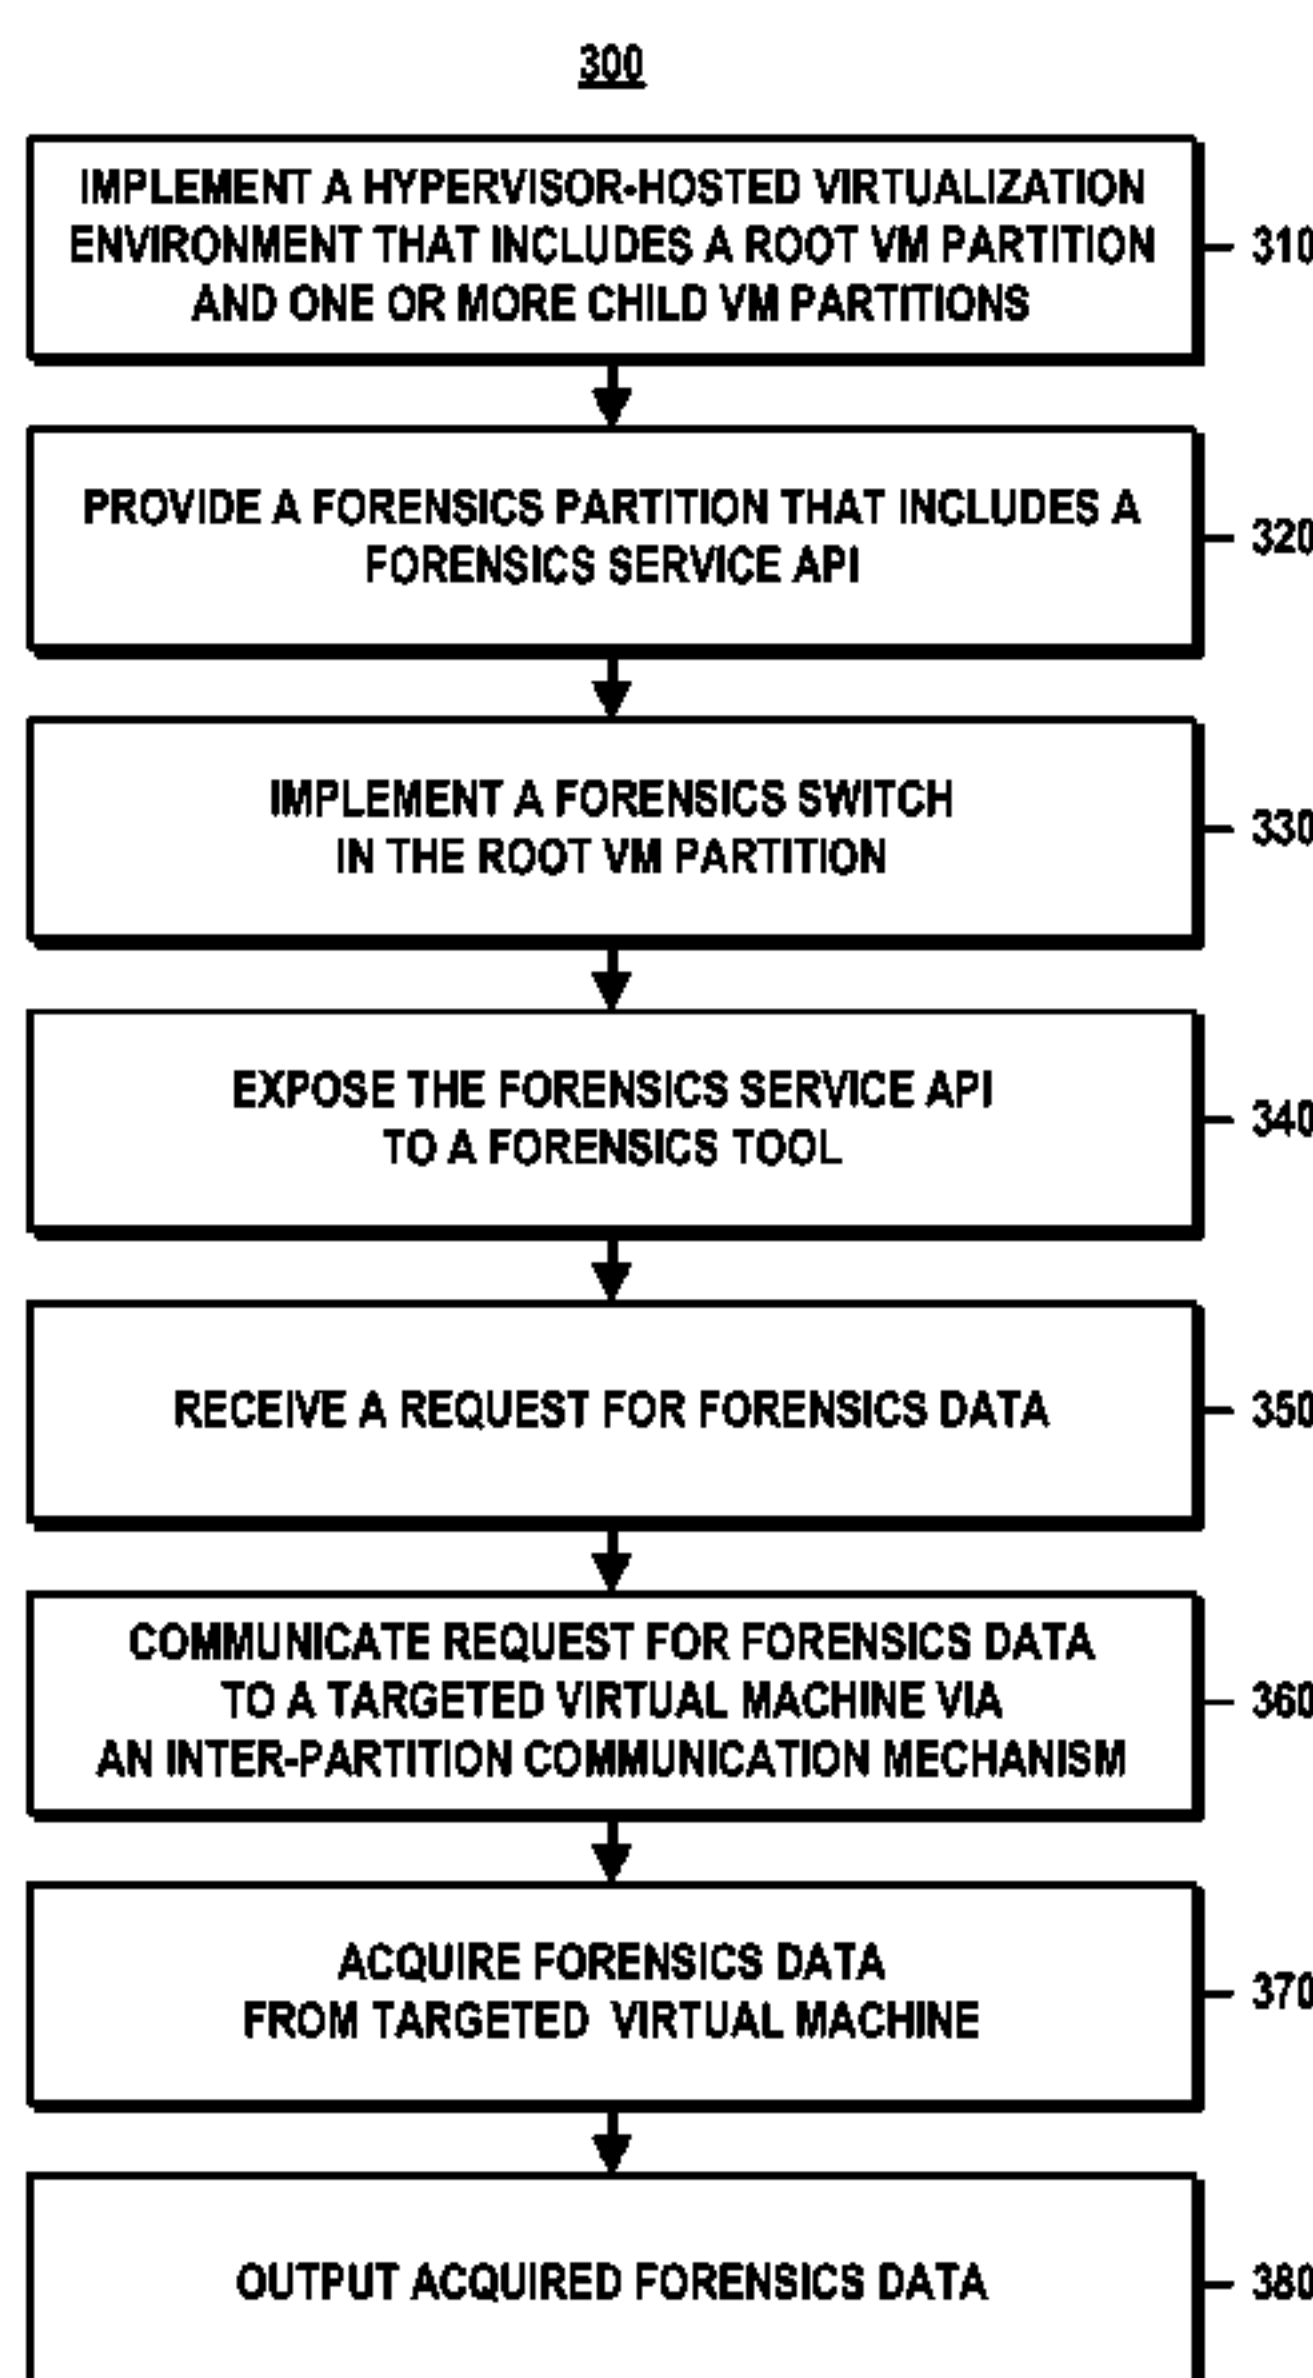 300
IMPLEMENT A HYPERVISOR-HOSTED VIRTUALIZATION
ENVIRONMENT THAT INCLUDES A ROOT VM PARTITION
AND ONE OR MORE CHILD VM PARTITIONS
310
PROVIDE A FORENSICS PARTITION THAT INCLUDES A
FORENSICS SERVICE API
320
IMPLEMENT A FORENSICS SWITCH
IN THE ROOT VM PARTITION
330
EXPOSE THE FORENSICS SERVICE API
TO A FORENSICS TOOL
340
RECEIVE A REQUEST FOR FORENSICS DATA
350
COMMUNICATE REQUEST FOR FORENSICS DATA
TO A TARGETED VIRTUAL MACHINE VIA
AN INTER-PARTITION COMMUNICATION MECHANISM
360
ACQUIRE FORENSICS DATA
FROM TARGETED VIRTUAL MACHINE
370
OUTPUT ACQUIRED FORENSICS DATA
380